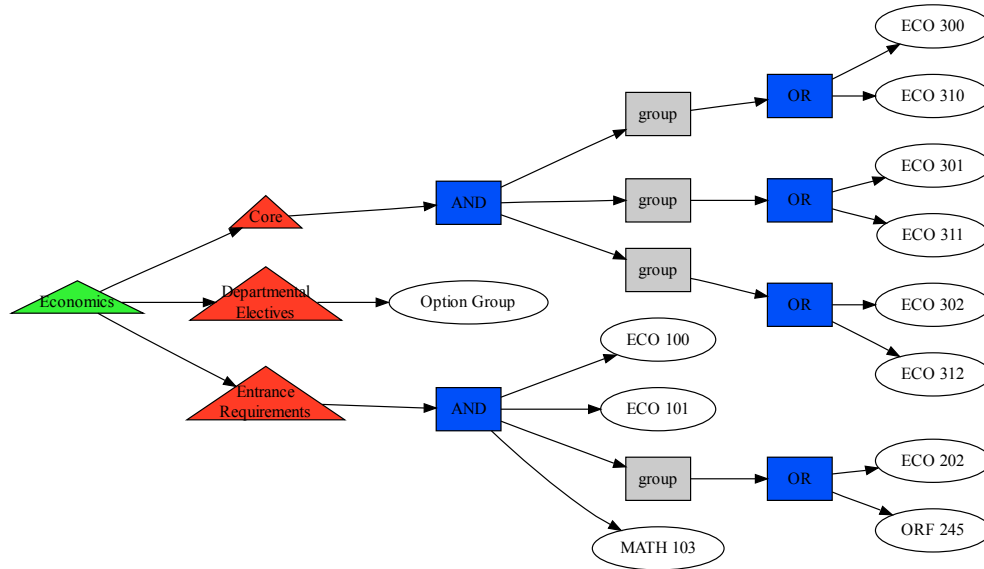 ECO 300
OR
ECO 310
group
ECO 301
group
OR
AND
Core
ECO 311
group
Economics
Departmental
Electives
Option Group
OR
ECO 302
ECO 100
ECO 312
Entrance
Requirements
AND
ECO 101
ECO 202
group
OR
ORF 245
MATH 103